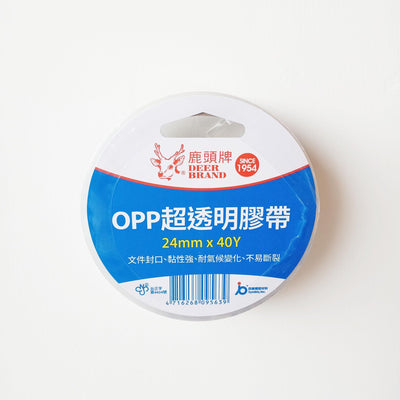 鹿頭牌
DEER
BRAND
®
SINCE
1954
OPP超透明膠帶
24mm x 40Y
文件封口、黏性強、耐氣候變化、不易斷裂
4716268095639